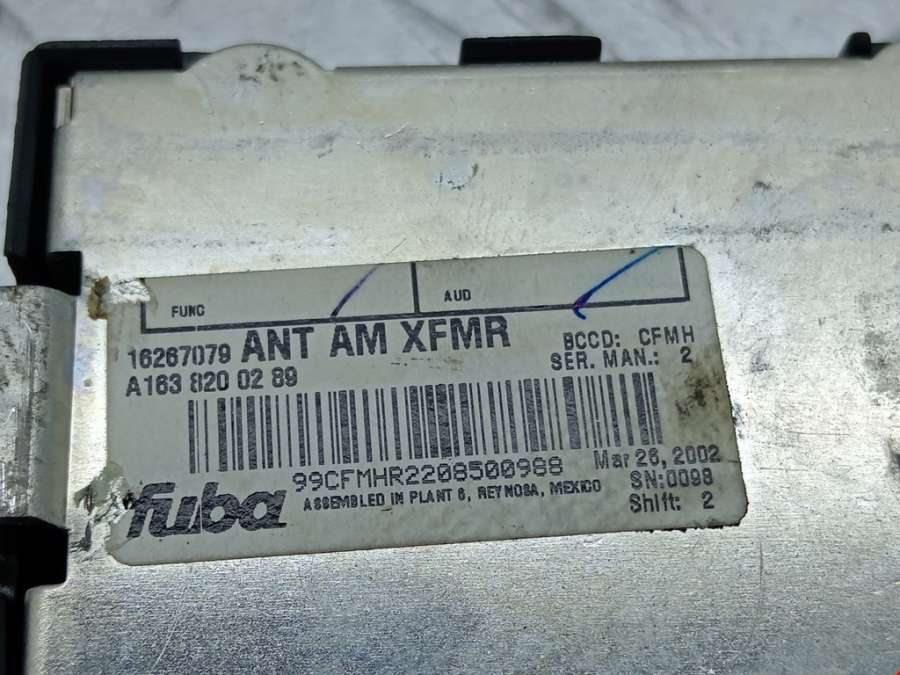 FUNC
AUD
16267079 ANT AM XFMR
BCCD: CFMH
A163 820 02 89
SER. MAN.: 2
99CFMHR2208500988
Mar 26, 2002
fuba
ASSEMBLED IN PLANT 6, REYNOSA, MEXICO
SN:0098
Shift: 2